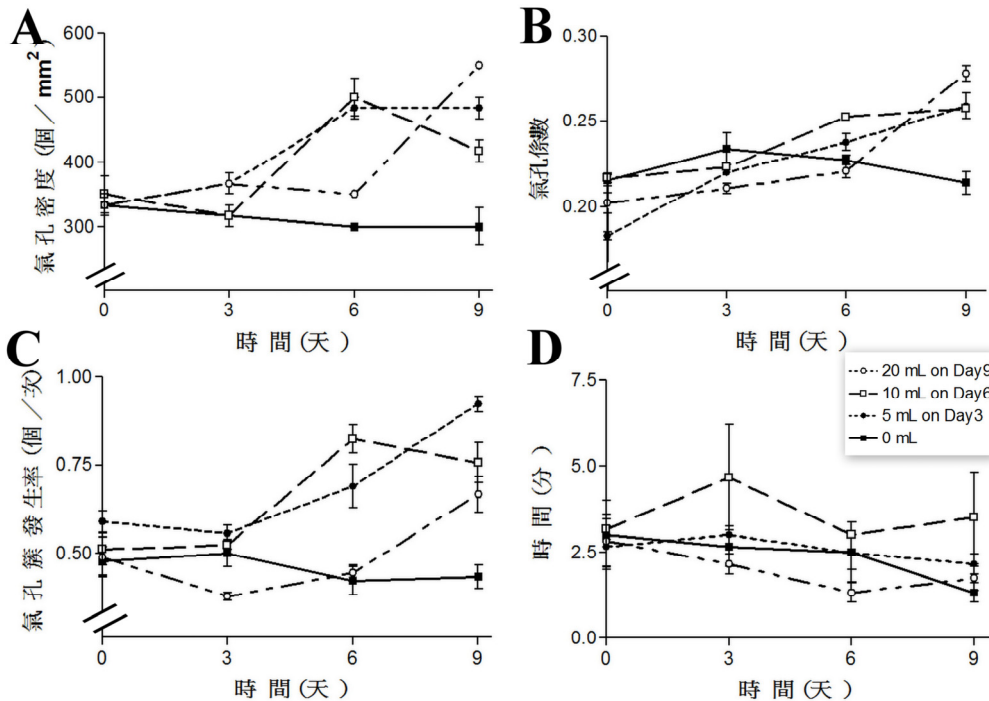 A
氣孔密度 (個／mm²)
600
500
400
300
0
3
6
9
時 間 (天 )
B
氣孔係數
0.30
0.25
0.20
0
3
6
9
時 間 (天 )
C
氣孔簇 發生率 (個／次)
1.00
0.75
0.50
0
3
6
9
時 間 (天 )
D
時 間 (分 )
7.5
5.0
2.5
0.0
0
3
6
9
時 間 (天 )
20 mL on Day9
10 mL on Day6
5 mL on Day3
0 mL